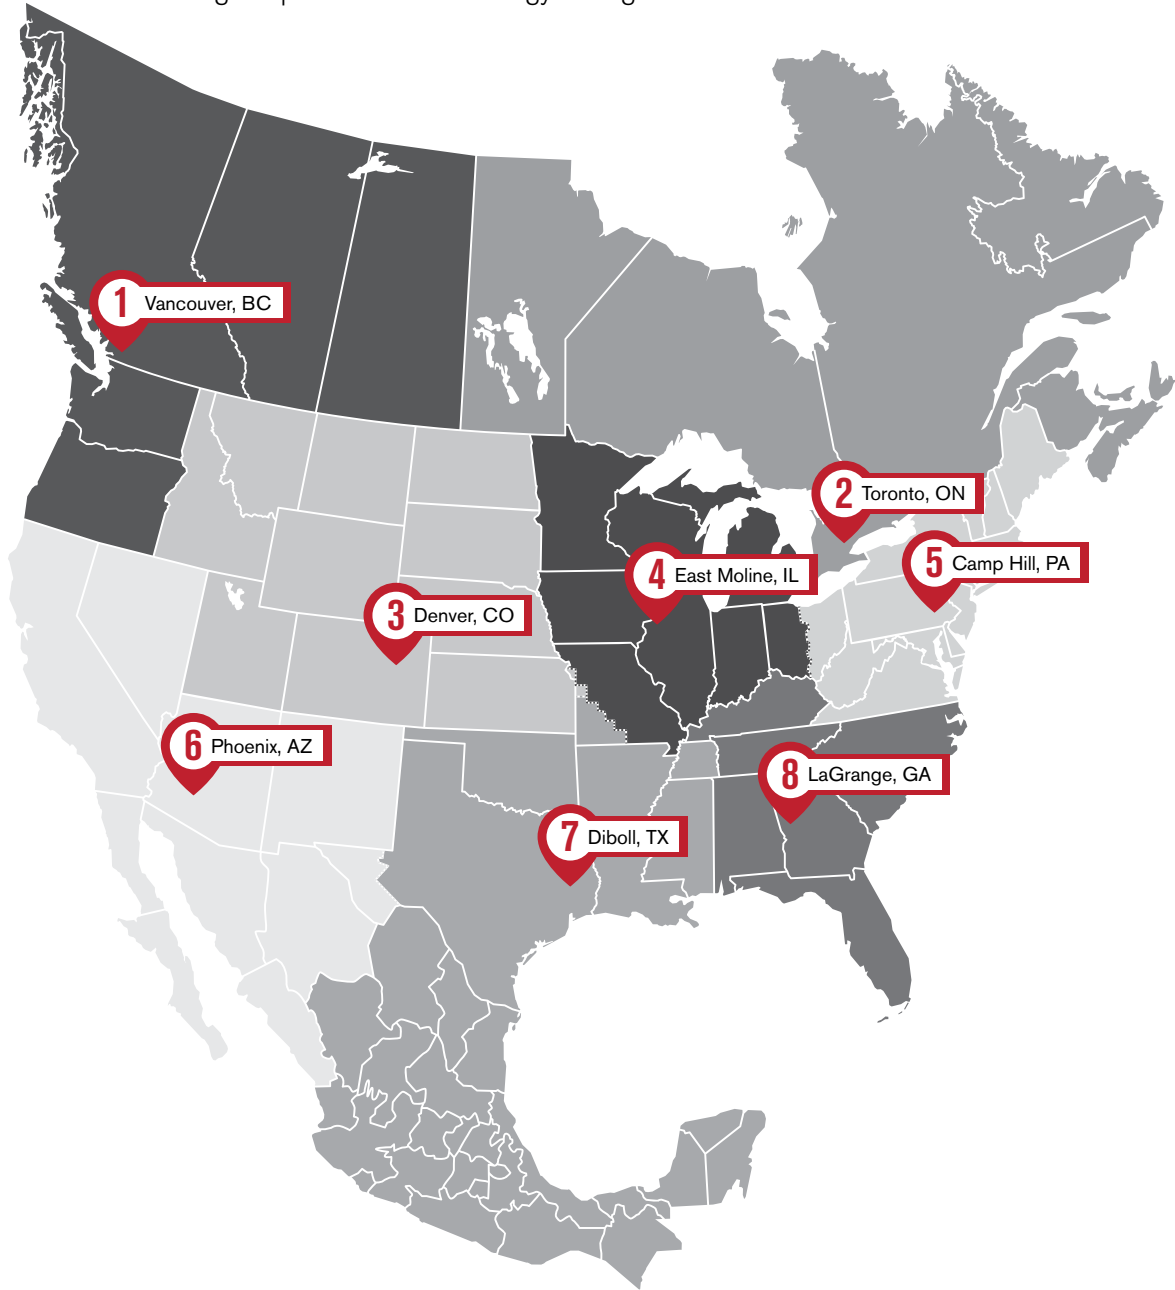 1 Vancouver, BC
2 Toronto, ON
5 Camp Hill, PA
4 East Moline, IL
3 Denver, CO
6 Phoenix, AZ
8 LaGrange, GA
7 Diboll, TX